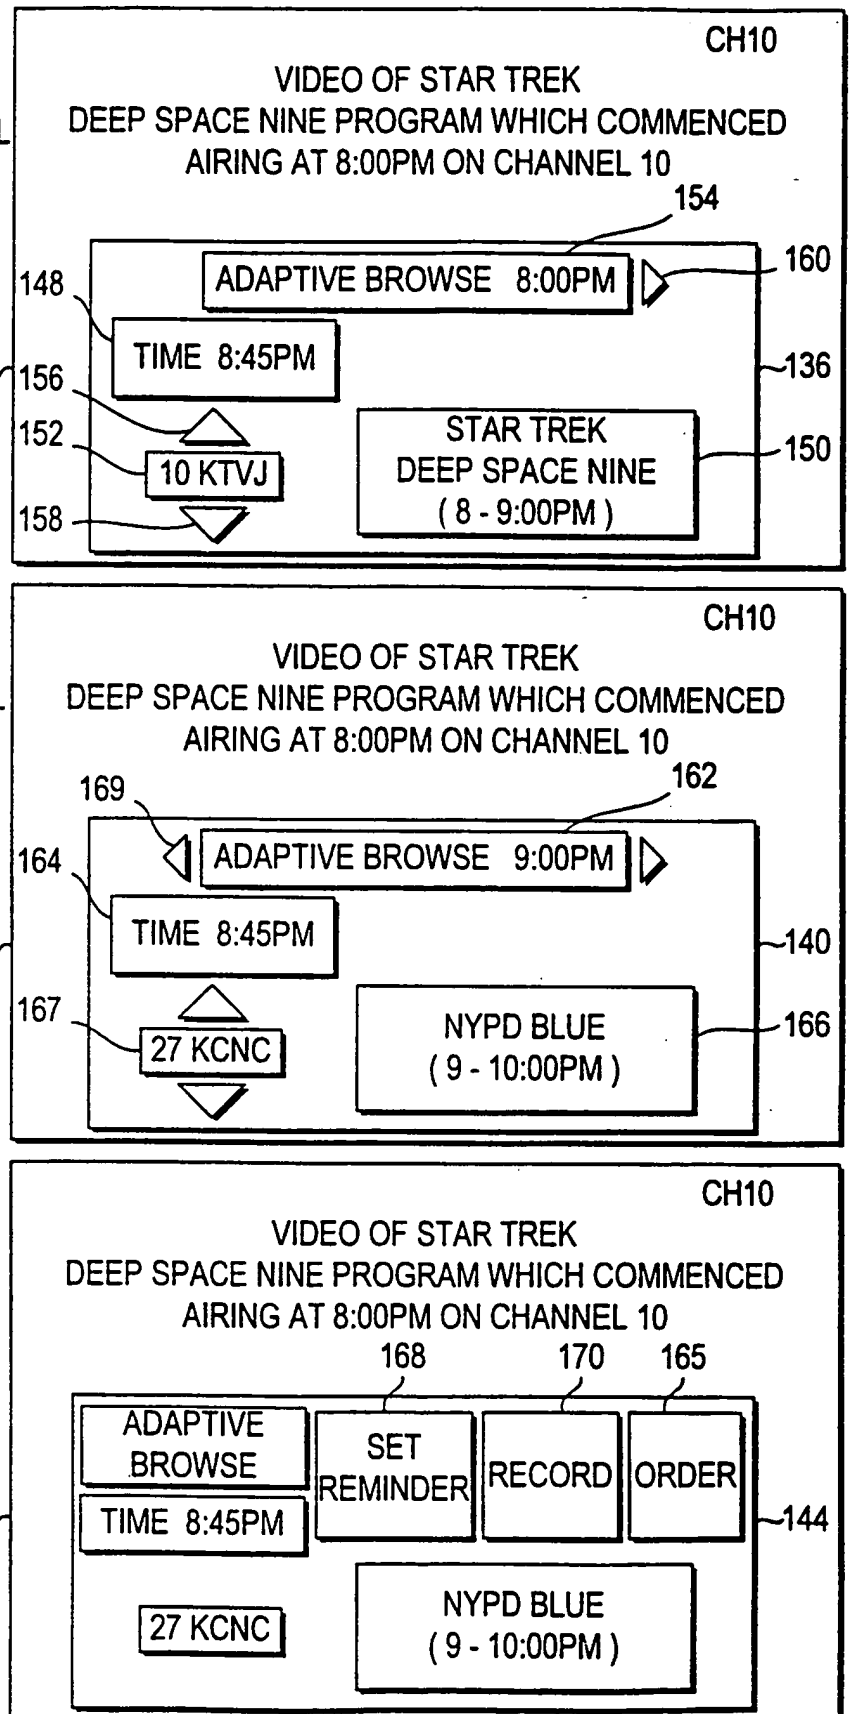 CH10
VIDEO OF STAR TREK
DEEP SPACE NINE PROGRAM WHICH COMMENCED
AIRING AT 8:00PM ON CHANNEL 10
154
ADAPTIVE BROWSE 8:00PM
160
148
TIME 8:45PM
136
156
152
10 KTVJ
STAR TREK
DEEP SPACE NINE
( 8 - 9:00PM )
150
158
CH10
VIDEO OF STAR TREK
DEEP SPACE NINE PROGRAM WHICH COMMENCED
AIRING AT 8:00PM ON CHANNEL 10
169
162
ADAPTIVE BROWSE 9:00PM
164
TIME 8:45PM
140
167
27 KCNC
NYPD BLUE
( 9 - 10:00PM )
166
CH10
VIDEO OF STAR TREK
DEEP SPACE NINE PROGRAM WHICH COMMENCED
AIRING AT 8:00PM ON CHANNEL 10
168
170
165
ADAPTIVE
BROWSE
SET
REMINDER
RECORD
ORDER
TIME 8:45PM
144
27 KCNC
NYPD BLUE
( 9 - 10:00PM )